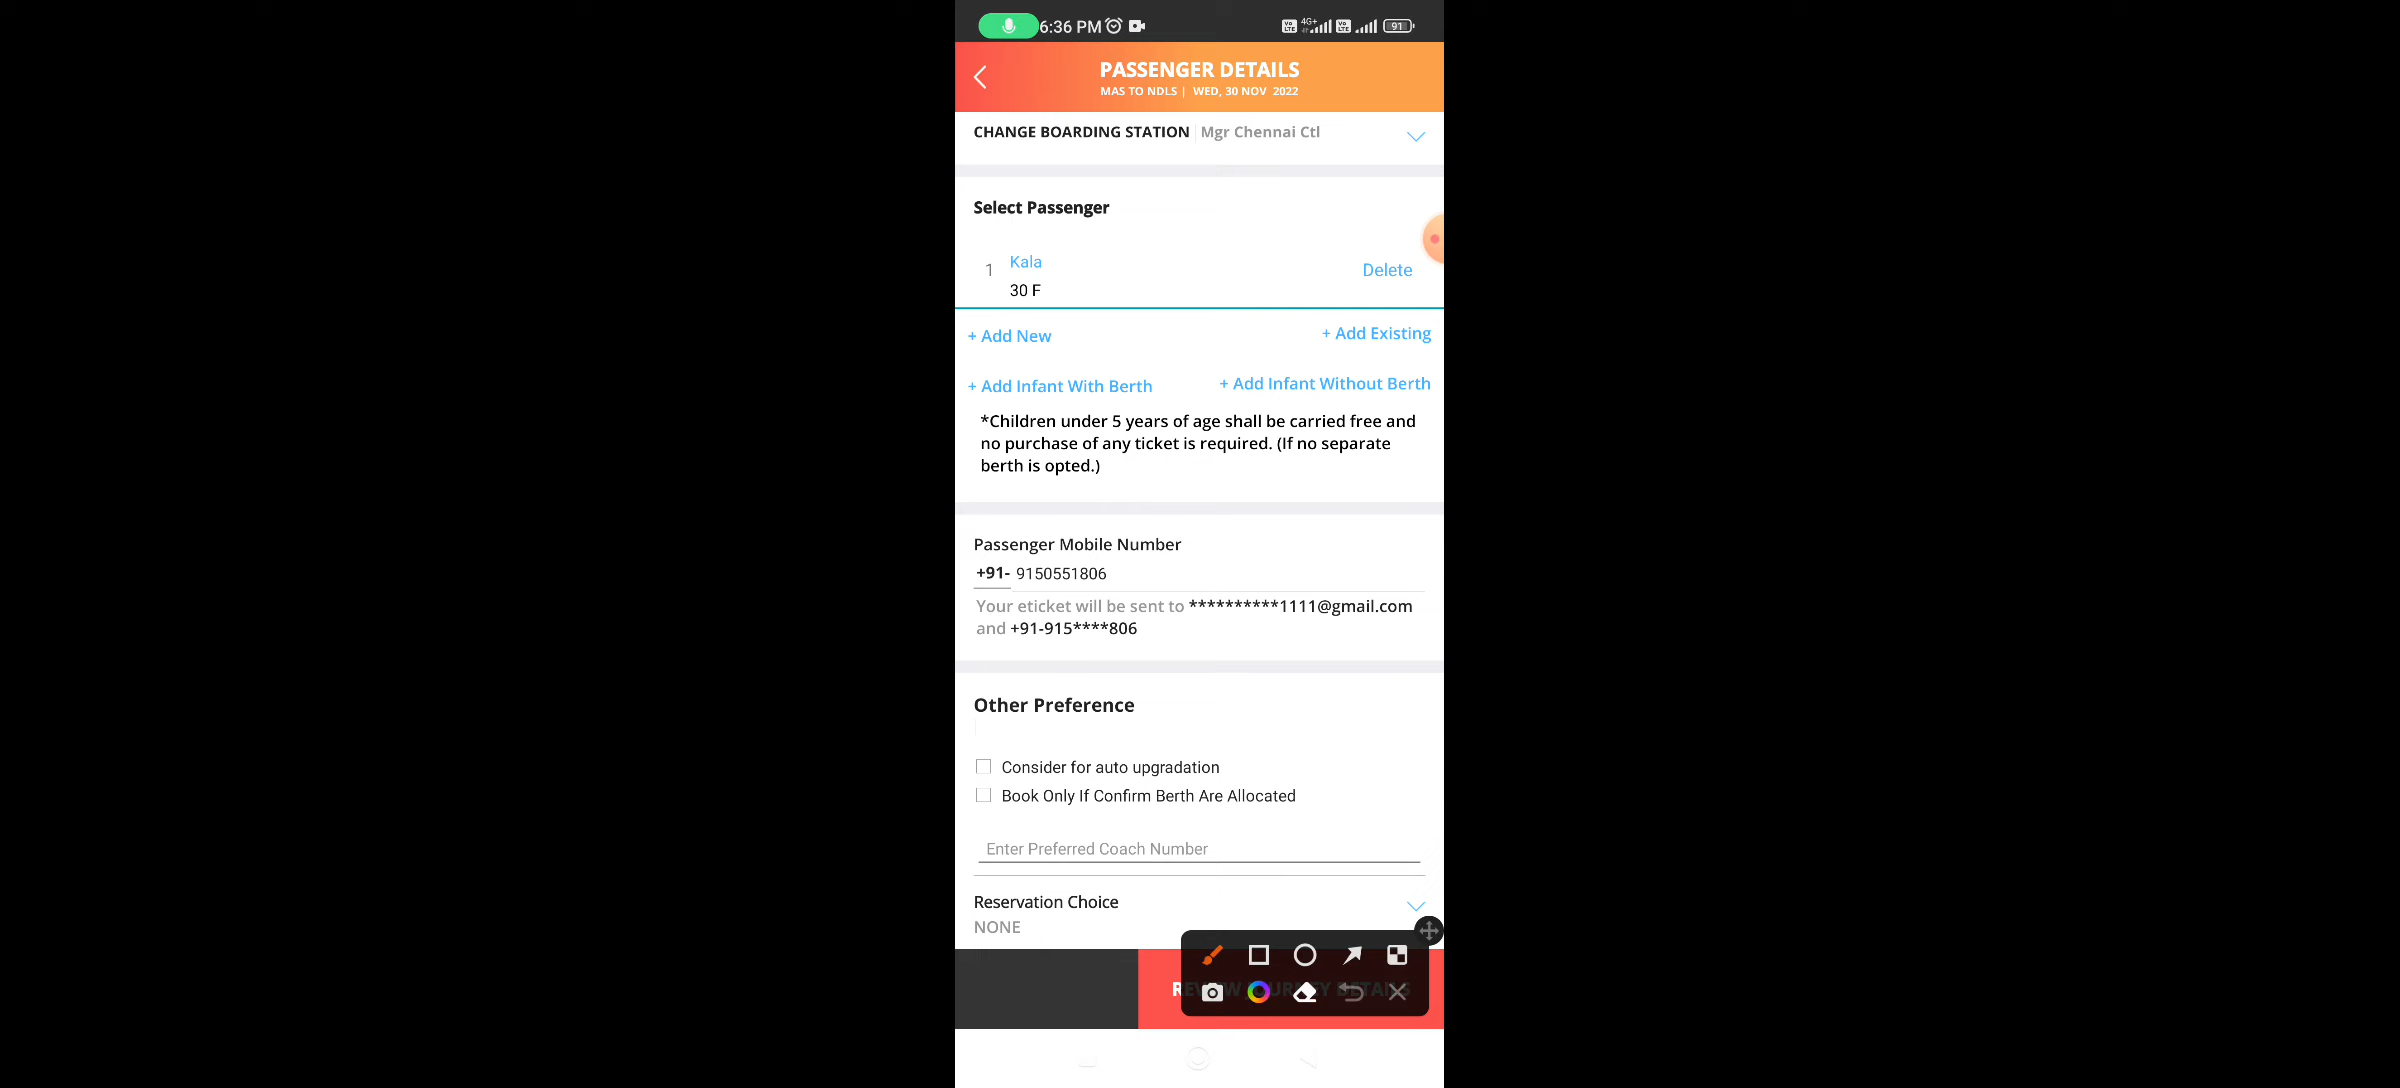 6:36 PM
4G+
91
PASSENGER DETAILS
MAS TO NDLS | WED, 30 NOV 2022
CHANGE BOARDING STATION | Mgr Chennai Ctl
Select Passenger
1 Kala Delete
30 F
+ Add New + Add Existing
+ Add Infant With Berth + Add Infant Without Berth
*Children under 5 years of age shall be carried free and
no purchase of any ticket is required. (If no separate
berth is opted.)
Passenger Mobile Number
+91- 9150551806
Your eticket will be sent to **********1111@gmail.com
and +91-915****806
Other Preference
Consider for auto upgradation
Book Only If Confirm Berth Are Allocated
Enter Preferred Coach Number
Reservation Choice
NONE
REVIEW JOURNEY DETAILS